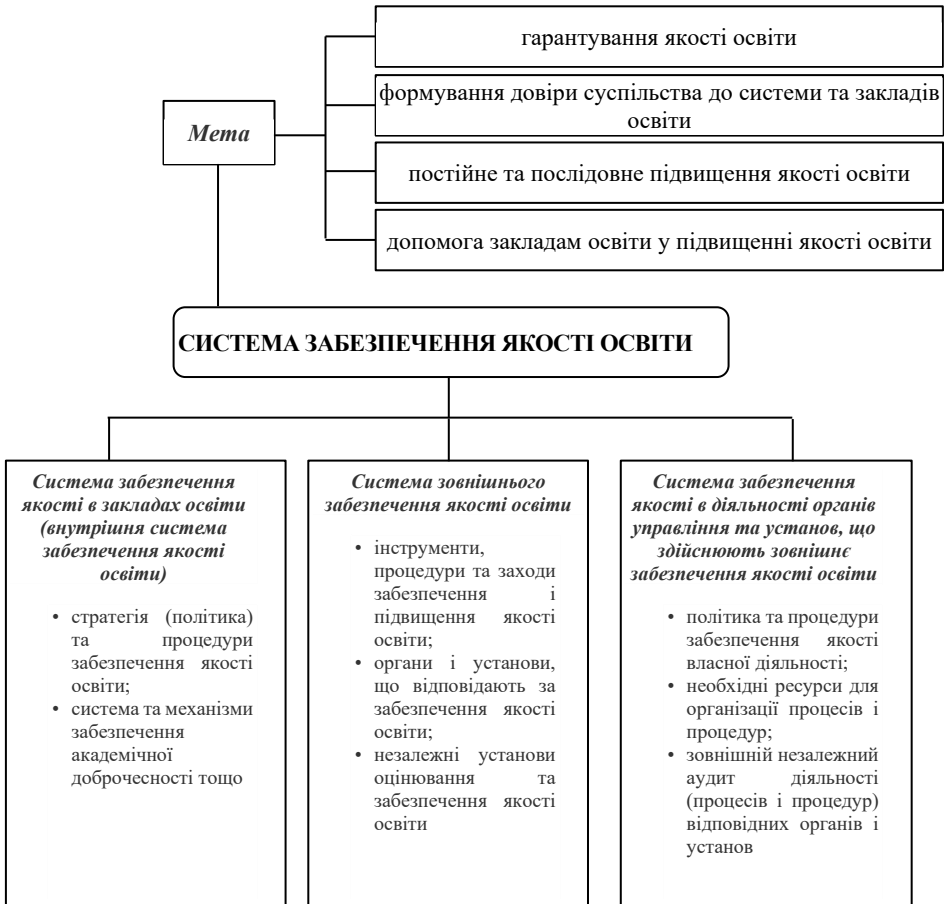 гарантування якості освіти
формування довіри суспільства до системи та закладів
освіти
Мета
постійне та послідовне підвищення якості освіти
допомога закладам освіти у підвищенні якості освіти
СИСТЕМА ЗАБЕЗПЕЧЕННЯ ЯКОСТІ ОСВІТИ
Система забезпечення
якості в закладах освіти
(внутрішня система
забезпечення якості
освіти)
• стратегія (політика)
та процедури
забезпечення якості
освіти;
• система та механізми
забезпечення
академічної
доброчесності тощо
Система зовнішнього
забезпечення якості освіти
• інструменти,
процедури та заходи
забезпечення і
підвищення якості
освіти;
• органи і установи,
що відповідають за
забезпечення якості
освіти;
• незалежні установи
оцінювання та
забезпечення якості
освіти
Система забезпечення
якості в діяльності органів
управління та установ, що
здійснюють зовнішнє
забезпечення якості освіти
• політика та процедури
забезпечення якості
власної діяльності;
• необхідні ресурси для
організації процесів і
процедур;
• зовнішній незалежний
аудит діяльності
(процесів і процедур)
відповідних органів і
установ